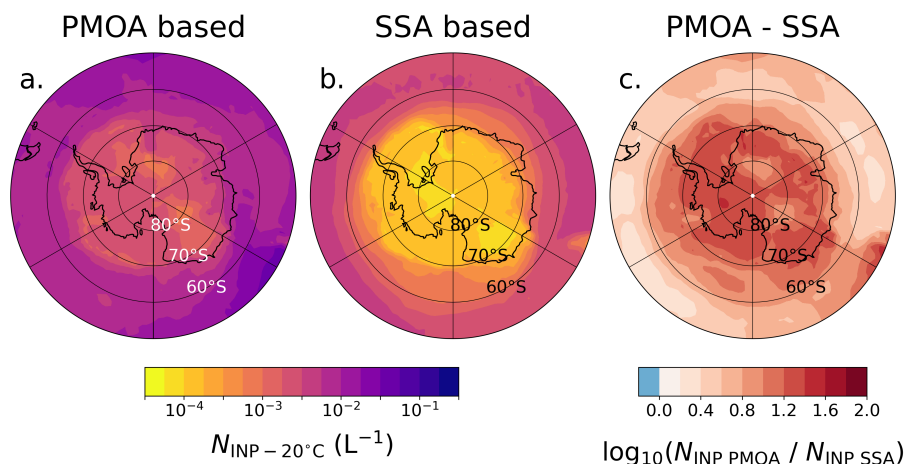 PMOA based SSA based PMOA - SSA
a. b. c.
80°S 80°S 80°S
70°S 70°S 70°S
60°S 60°S 60°S
10⁻⁴ 10⁻³ 10⁻² 10⁻¹ 0.0 0.4 0.8 1.2 1.6 2.0
N_INP − 20°C (L⁻¹)
log₁₀(N_INP PMOA / N_INP SSA)